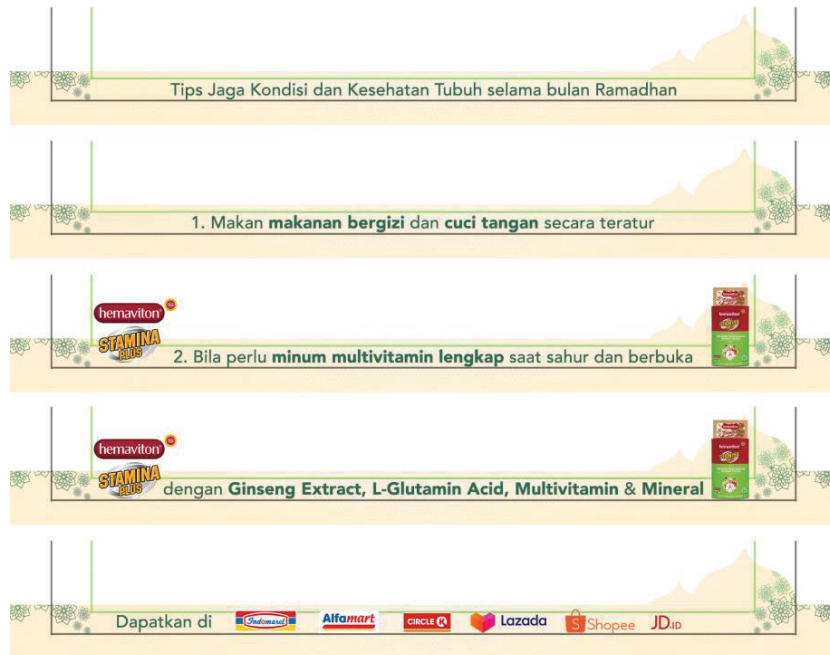 Tips Jaga Kondisi dan Kesehatan Tubuh selama bulan Ramadhan
1. Makan makanan bergizi dan cuci tangan secara teratur
hemaviton
STAMINA
PLUS
2. Bila perlu minum multivitamin lengkap saat sahur dan berbuka
hemaviton
STAMINA
PLUS
dengan Ginseng Extract, L-Glutamin Acid, Multivitamin & Mineral
Dapatkan di Indomaret Alfamart CIRCLE K Lazada Shopee JD.ID